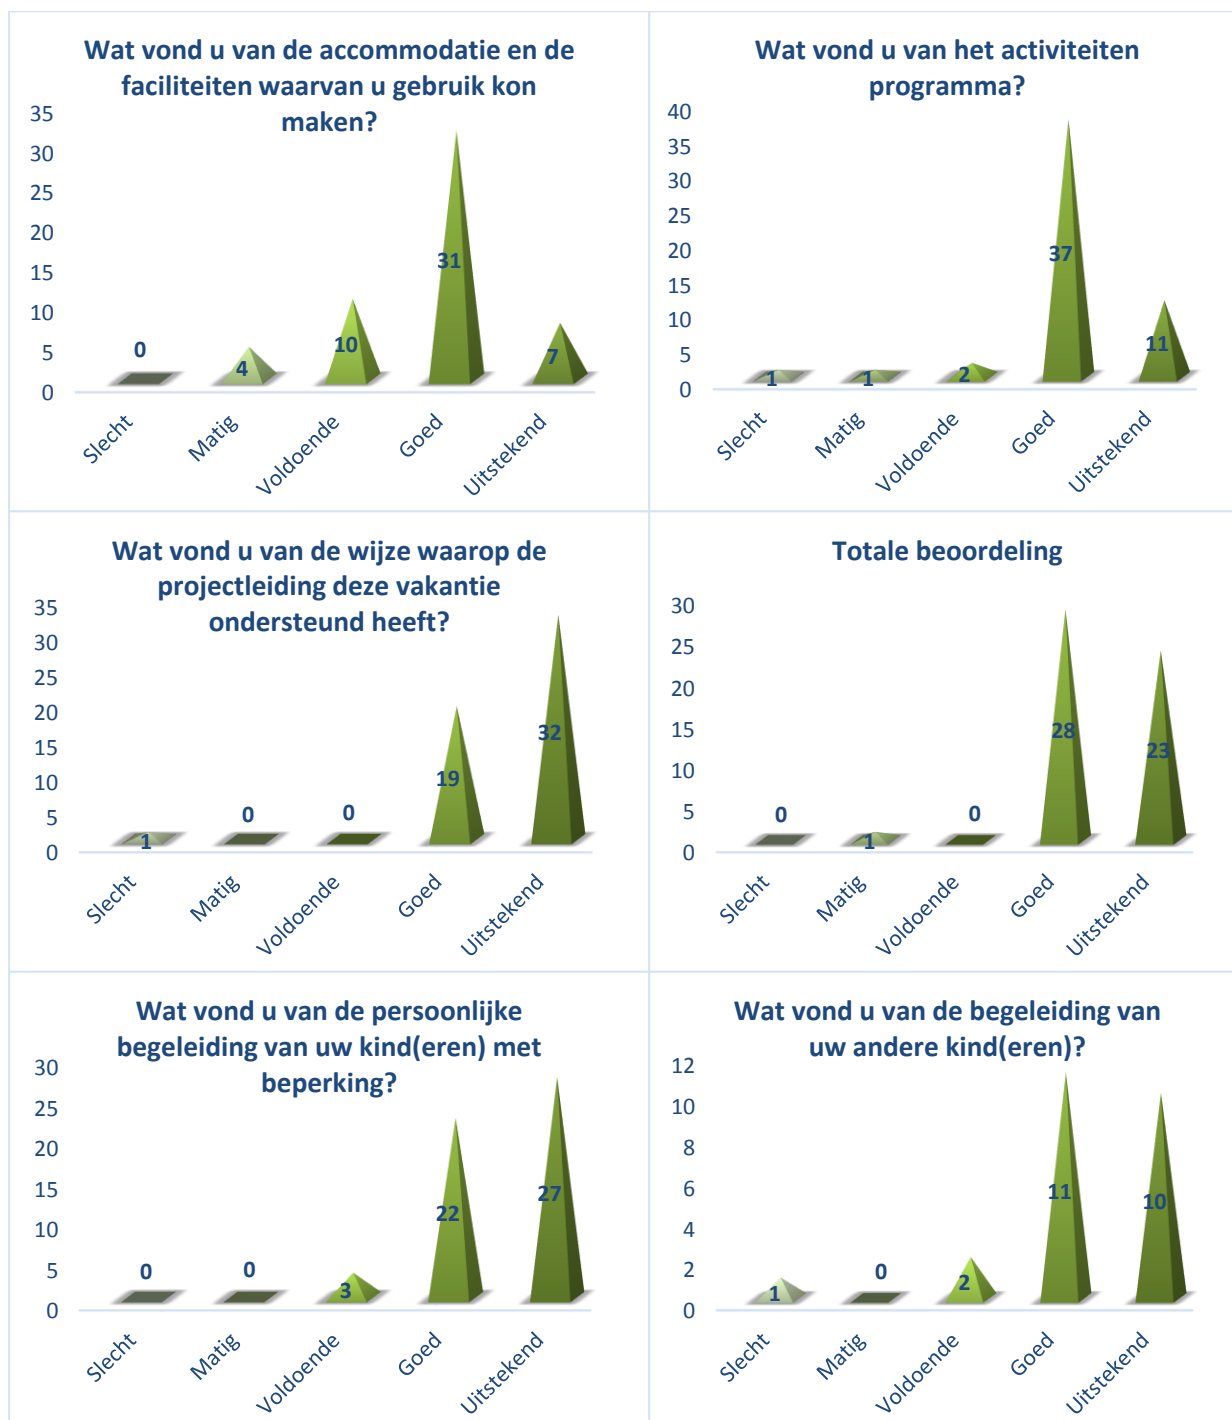 Wat vond u van de accommodatie en de
faciliteiten waarvan u gebruik kon
maken?
35
30
25
20
15
10
5
0
0
4
10
31
7
Slecht
Matig
Voldoende
Goed
Uitstekend
Wat vond u van het activiteiten
programma?
40
35
30
25
20
15
10
5
0
1
1
2
37
11
Slecht
Matig
Voldoende
Goed
Uitstekend
Wat vond u van de wijze waarop de
projectleiding deze vakantie
ondersteund heeft?
35
30
25
20
15
10
5
0
1
0
0
19
32
Slecht
Matig
Voldoende
Goed
Uitstekend
Totale beoordeling
30
25
20
15
10
5
0
0
1
0
28
23
Slecht
Matig
Voldoende
Goed
Uitstekend
Wat vond u van de persoonlijke
begeleiding van uw kind(eren) met
beperking?
30
25
20
15
10
5
0
0
0
3
22
27
Slecht
Matig
Voldoende
Goed
Uitstekend
Wat vond u van de begeleiding van
uw andere kind(eren)?
12
10
8
6
4
2
0
1
0
2
11
10
Slecht
Matig
Voldoende
Goed
Uitstekend